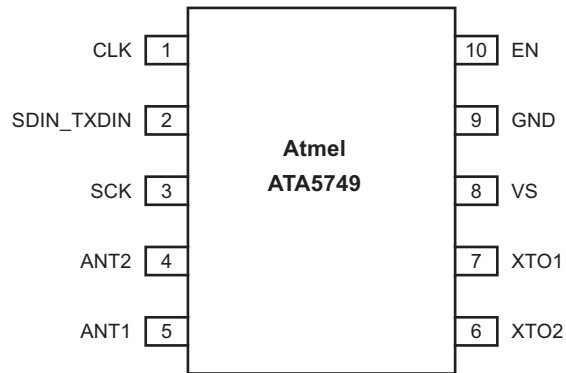 CLK 1 10 EN
SDIN_TXDIN 2 9 GND
Atmel
ATA5749
SCK 3 8 VS
ANT2 4 7 XTO1
ANT1 5 6 XTO2